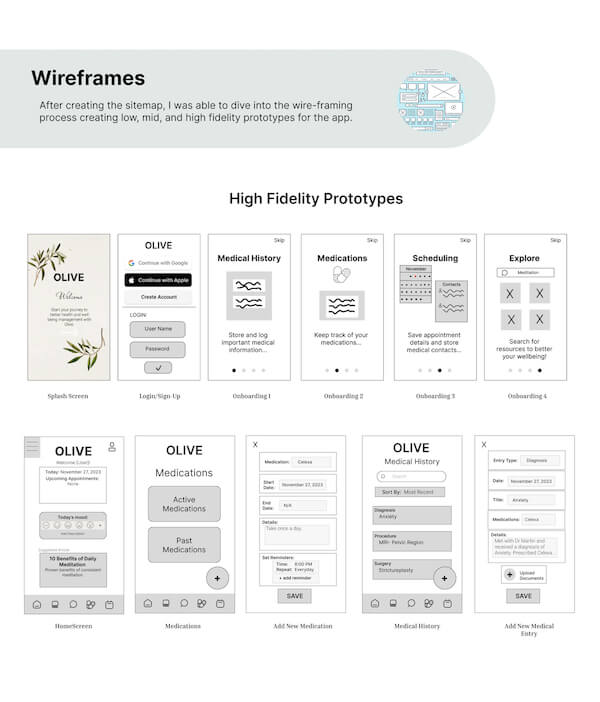 Wireframes
After creating the sitemap, I was able to dive into the wire-framing
process creating low, mid, and high fidelity prototypes for the app.
High Fidelity Prototypes
OLIVE
Welcome
Start your journey to
better health and well
being management with
Olive
Splash Screen
OLIVE
Continue with Google
Continue with Apple
Create Account
LOGIN:
User Name
Password
Login/Sign-Up
Skip
Medical History
Store and log
important medical
information...
Onboarding 1
Skip
Medications
Keep track of your
medications...
Onboarding 2
Skip
Scheduling
November
Contacts
Save appointment
details and store
medical contacts...
Onboarding 3
Skip
Explore
Meditation
X X
X X
Search for
resources to better
your wellbeing!
Onboarding 4
OLIVE
Welcome (User)!
Today: November 27, 2023
Upcoming Appointments:
None
Today's mood:
10 Benefits of Daily
Meditation
Proven benefits of consistent
meditation
HomeScreen
OLIVE
Medications
Active
Medications
Past
Medications
+
Medications
X
Medication: Celexa
Start
Date: November 27, 2023
End
Date: N/A
Details:
Take once a day.
Set Reminders:
Time: 8:00 PM
Repeat: Everyday
+ add reminder
SAVE
Add New Medication
OLIVE
Medical History
Search
Sort By: Most Recent
Diagnosis
Anxiety
Procedure
MRI- Pelvic Region
Surgery
Strictureplasty
+
Medical History
X
Entry Type: Diagnosis
Date: November 27, 2023
Title: Anxiety
Medications: Celexa
Details:
Met with Dr Martin and
received a diagnosis of
Anxiety. Prescribed Celexa...
+ Upload
Documents
SAVE
Add New Medical
Entry